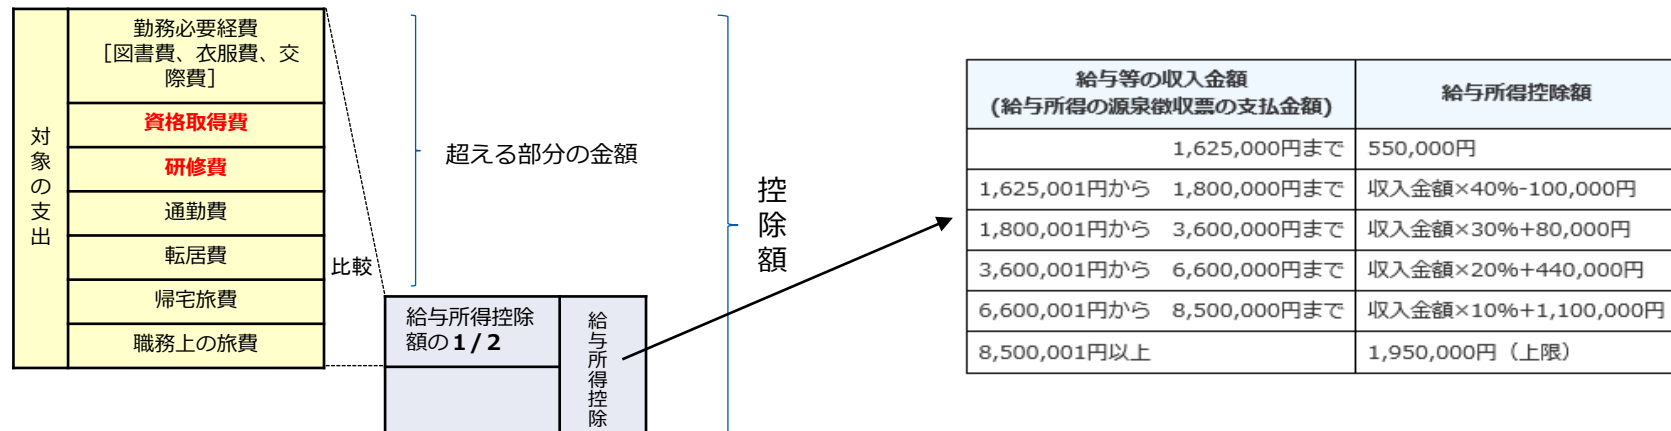 対象の支出
勤務必要経費
［図書費、衣服費、交
際費］
資格取得費
研修費
通勤費
転居費
帰宅旅費
職務上の旅費
比較
超える部分の金額
給与所得控除
額の1/2
給与所得控除
控除額
給与等の収入金額
(給与所得の源泉徴収票の支払金額)
給与所得控除額
1,625,000円まで
550,000円
1,625,001円から 1,800,000円まで
収入金額×40%-100,000円
1,800,001円から 3,600,000円まで
収入金額×30%+80,000円
3,600,001円から 6,600,000円まで
収入金額×20%+440,000円
6,600,001円から 8,500,000円まで
収入金額×10%+1,100,000円
8,500,001円以上
1,950,000円（上限）